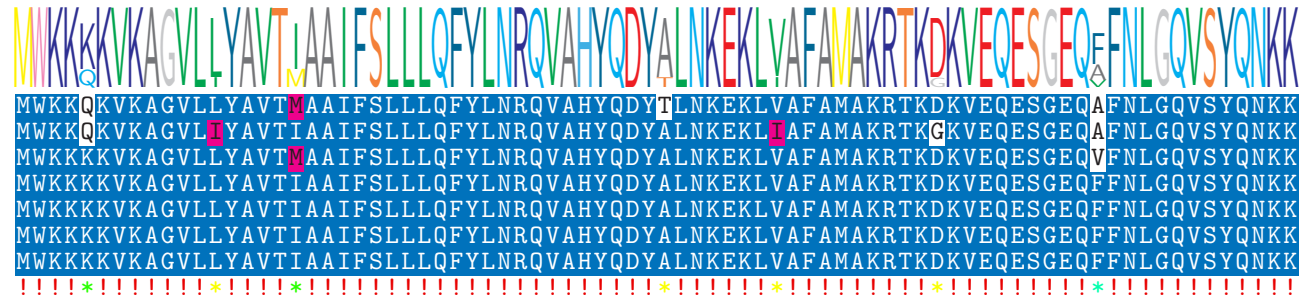 MWKKKKVKAGVLLYAVTIAAIFSLLLQFYLNRQVAHYQDYALNKEKLVAFAMAKRTKDKVEQESGEQFFNLGQVSYQNKK
MWKKQKVKAGVLLYAVTMAAIFSLLLQFYLNRQVAHYQDYTLNKEKLVAFAMAKRTKDKVEQESGEQAFNLGQVSYQNKK
MWKKQKVKAGVLIYAVTIAAIFSLLLQFYLNRQVAHYQDYALNKEKLIAFAMAKRTKGKVEQESGEQAFNLGQVSYQNKK
MWKKKKVKAGVLLYAVTMAAIFSLLLQFYLNRQVAHYQDYALNKEKLVAFAMAKRTKDKVEQESGEQVFNLGQVSYQNKK
MWKKKKVKAGVLLYAVTIAAIFSLLLQFYLNRQVAHYQDYALNKEKLVAFAMAKRTKDKVEQESGEQFFNLGQVSYQNKK
MWKKKKVKAGVLLYAVTIAAIFSLLLQFYLNRQVAHYQDYALNKEKLVAFAMAKRTKDKVEQESGEQFFNLGQVSYQNKK
MWKKKKVKAGVLLYAVTIAAIFSLLLQFYLNRQVAHYQDYALNKEKLVAFAMAKRTKDKVEQESGEQFFNLGQVSYQNKK
MWKKKKVKAGVLLYAVTIAAIFSLLLQFYLNRQVAHYQDYALNKEKLVAFAMAKRTKDKVEQESGEQFFNLGQVSYQNKK
!!!!*!!!!!!!*!!!!*!!!!!!!!!!!!!!!!!!!!!!*!!!!!!*!!!!!!!!!*!!!!!!!!!*!!!!!!!!!!!!